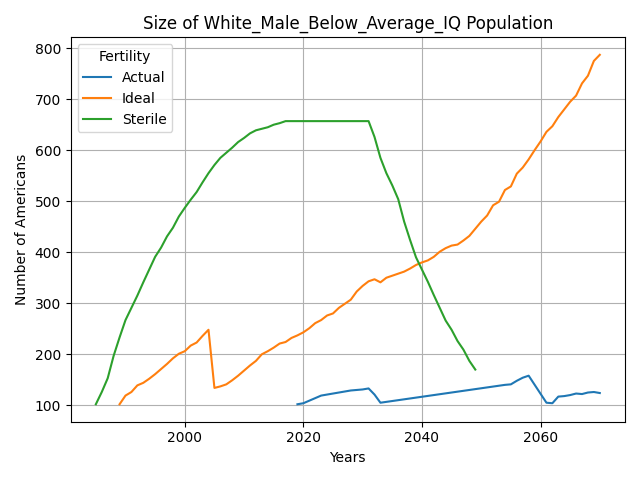 Size of White_Male_Below_Average_IQ Population
Fertility
Actual
Ideal
Sterile
Number of Americans
800
700
600
500
400
300
200
100
2000
2020
2040
2060
Years